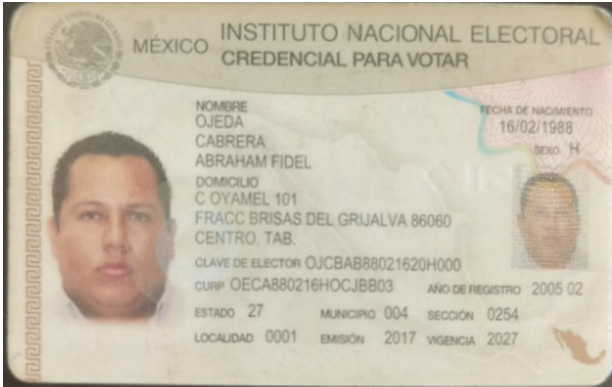 MÉXICO INSTITUTO NACIONAL ELECTORAL
CREDENCIAL PARA VOTAR
NOMBRE
OJEDA
CABRERA
ABRAHAM FIDEL
FECHA DE NACIMIENTO
16/02/1988
SEXO H
DOMICILIO
C OYAMEL 101
FRACC BRISAS DEL GRIJALVA 86060
CENTRO, TAB.
CLAVE DE ELECTOR OJCBAB88021620H000
CURP OECA880216HOCJBB03 AÑO DE REGISTRO 2005 02
ESTADO 27 MUNICIPIO 004 SECCIÓN 0254
LOCALIDAD 0001 EMISIÓN 2017 VIGENCIA 2027